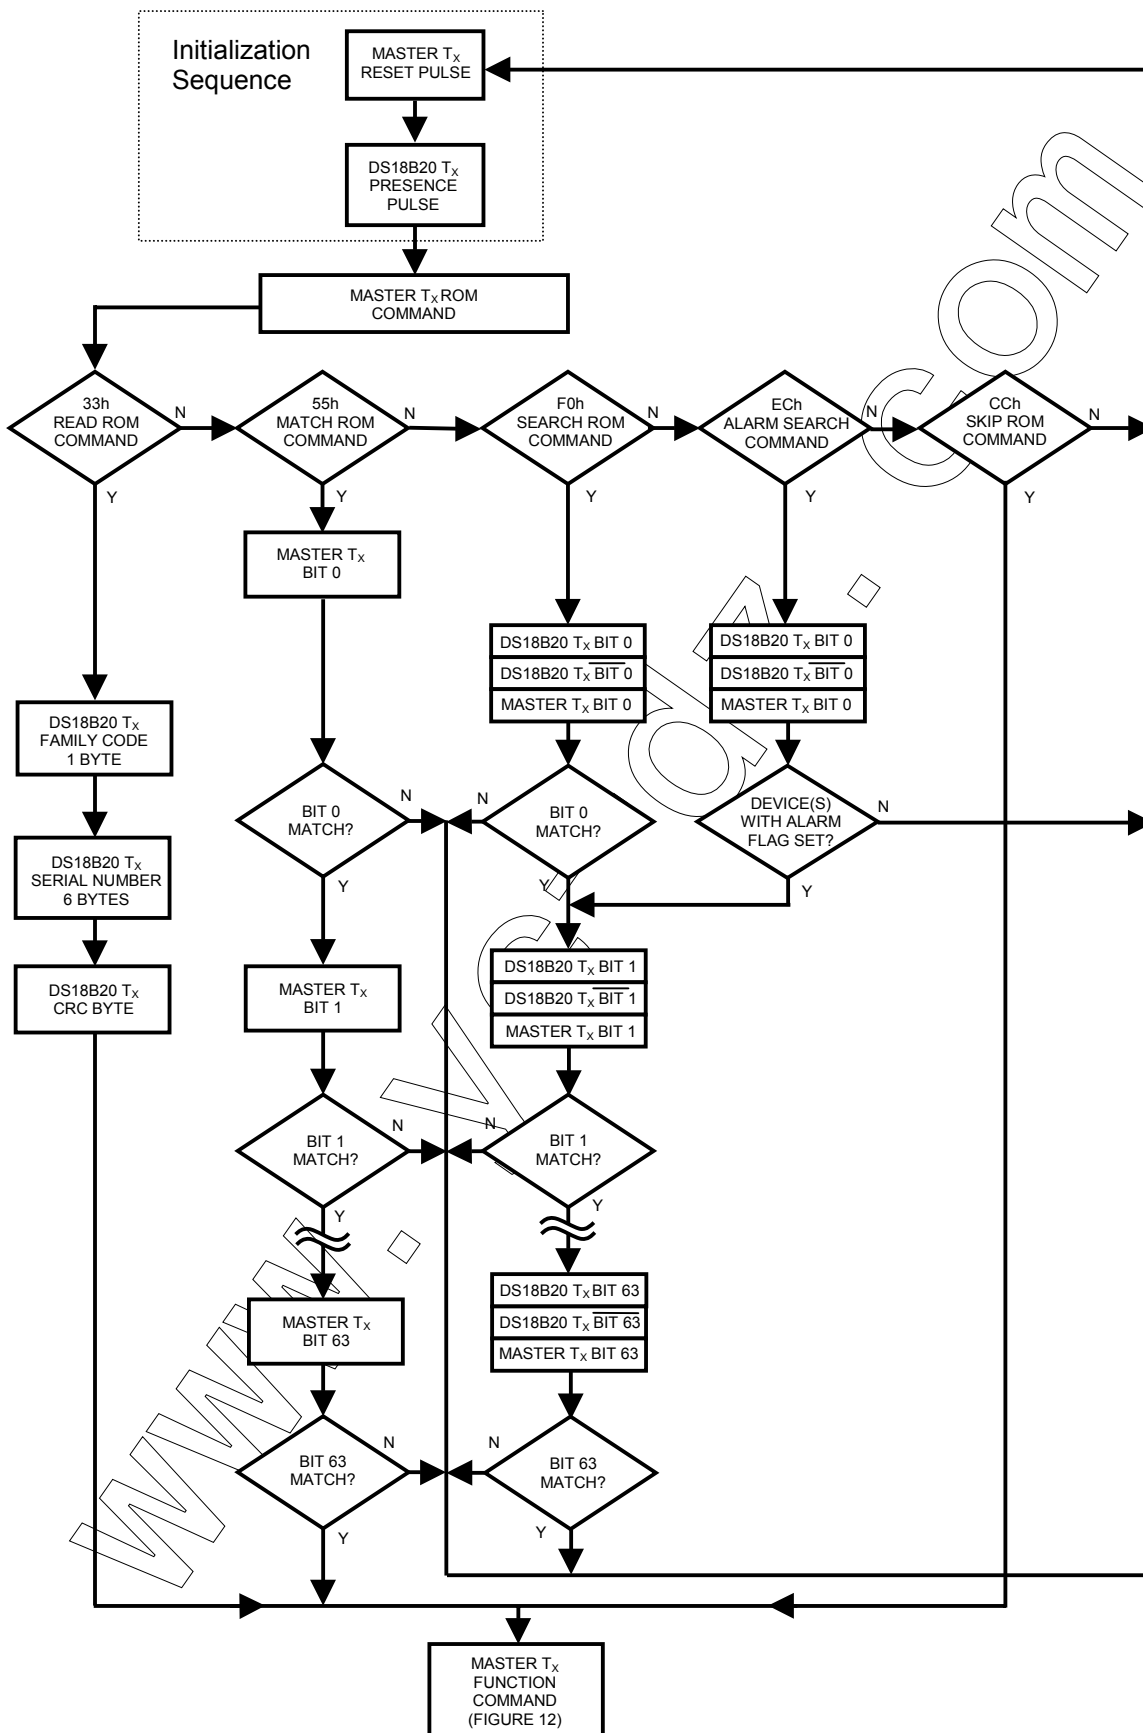 Initialization
Sequence
MASTER TX
RESET PULSE
DS18B20 TX
PRESENCE
PULSE
MASTER TX ROM
COMMAND
33h
READ ROM
COMMAND
N
Y
55h
MATCH ROM
COMMAND
N
Y
F0h
SEARCH ROM
COMMAND
N
Y
ECh
ALARM SEARCH
COMMAND
N
Y
CCh
SKIP ROM
COMMAND
N
Y
MASTER TX
BIT 0
DS18B20 TX BIT 0
DS18B20 TX BIT 0
MASTER TX BIT 0
DS18B20 TX BIT 0
DS18B20 TX BIT 0
MASTER TX BIT 0
DS18B20 TX
FAMILY CODE
1 BYTE
BIT 0
MATCH?
N
Y
BIT 0
MATCH?
N
Y
DEVICE(S)
WITH ALARM
FLAG SET?
N
Y
DS18B20 TX
SERIAL NUMBER
6 BYTES
DS18B20 TX
CRC BYTE
MASTER TX
BIT 1
DS18B20 TX BIT 1
DS18B20 TX BIT 1
MASTER TX BIT 1
BIT 1
MATCH?
N
Y
BIT 1
MATCH?
N
Y
MASTER TX
BIT 63
DS18B20 TX BIT 63
DS18B20 TX BIT 63
MASTER TX BIT 63
BIT 63
MATCH?
N
Y
BIT 63
MATCH?
N
Y
MASTER TX
FUNCTION
COMMAND
(FIGURE 12)